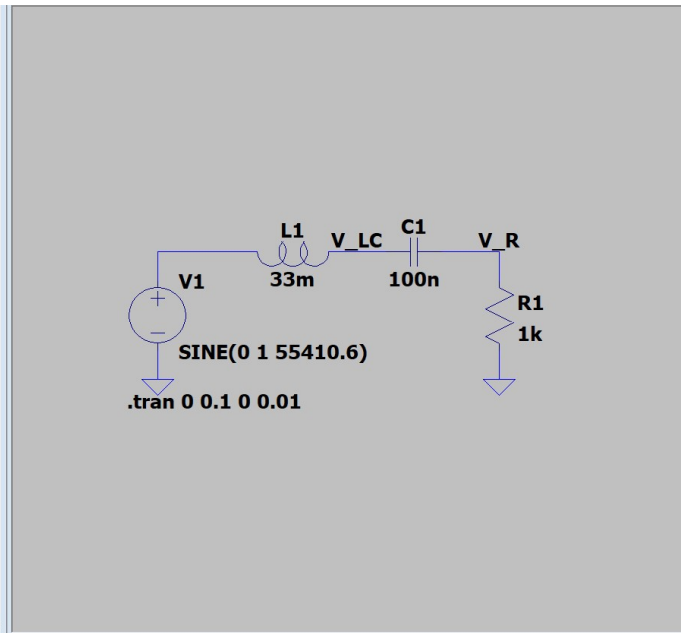 L1
V_LC
C1
V_R
V1
33m
100n
R1
1k
SINE(0 1 55410.6)
.tran 0 0.1 0 0.01